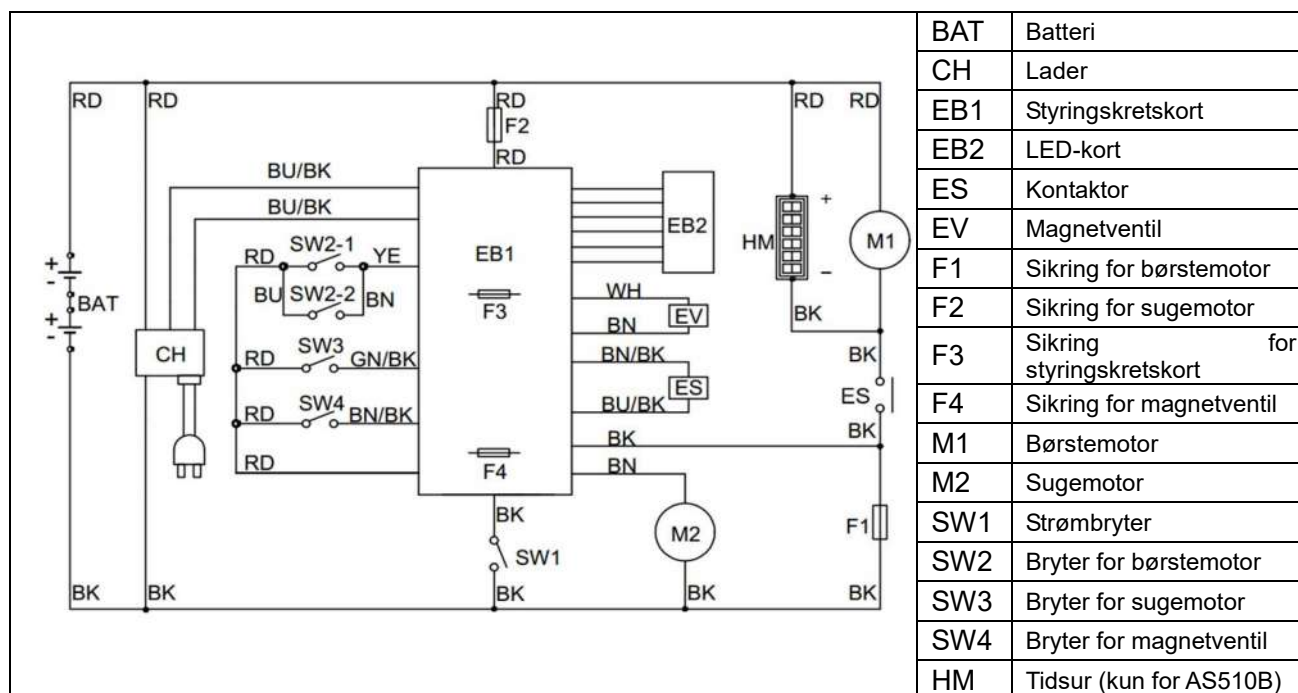 RD
RD
RD
F2
RD
RD
RD
BU/BK
BU/BK
SW2-1
RD
YE
BU
SW2-2
BN
SW3
RD
GN/BK
SW4
RD
BN/BK
RD
EB1
F3
F4
EB2
WH
EV
BN
BN/BK
ES
BU/BK
BK
BN
HM
+
−
M1
BK
BK
ES
BK
F1
M2
BK
SW1
BK
BK
BK
+
-
BAT
+
-
CH
BK
BK
BAT Batteri
CH Lader
EB1 Styringskretskort
EB2 LED-kort
ES Kontaktor
EV Magnetventil
F1 Sikring for børstemotor
F2 Sikring for sugemotor
F3 Sikring for
styringskretskort
F4 Sikring for magnetventil
M1 Børstemotor
M2 Sugemotor
SW1 Strømbryter
SW2 Bryter for børstemotor
SW3 Bryter for sugemotor
SW4 Bryter for magnetventil
HM Tidsur (kun for AS510B)